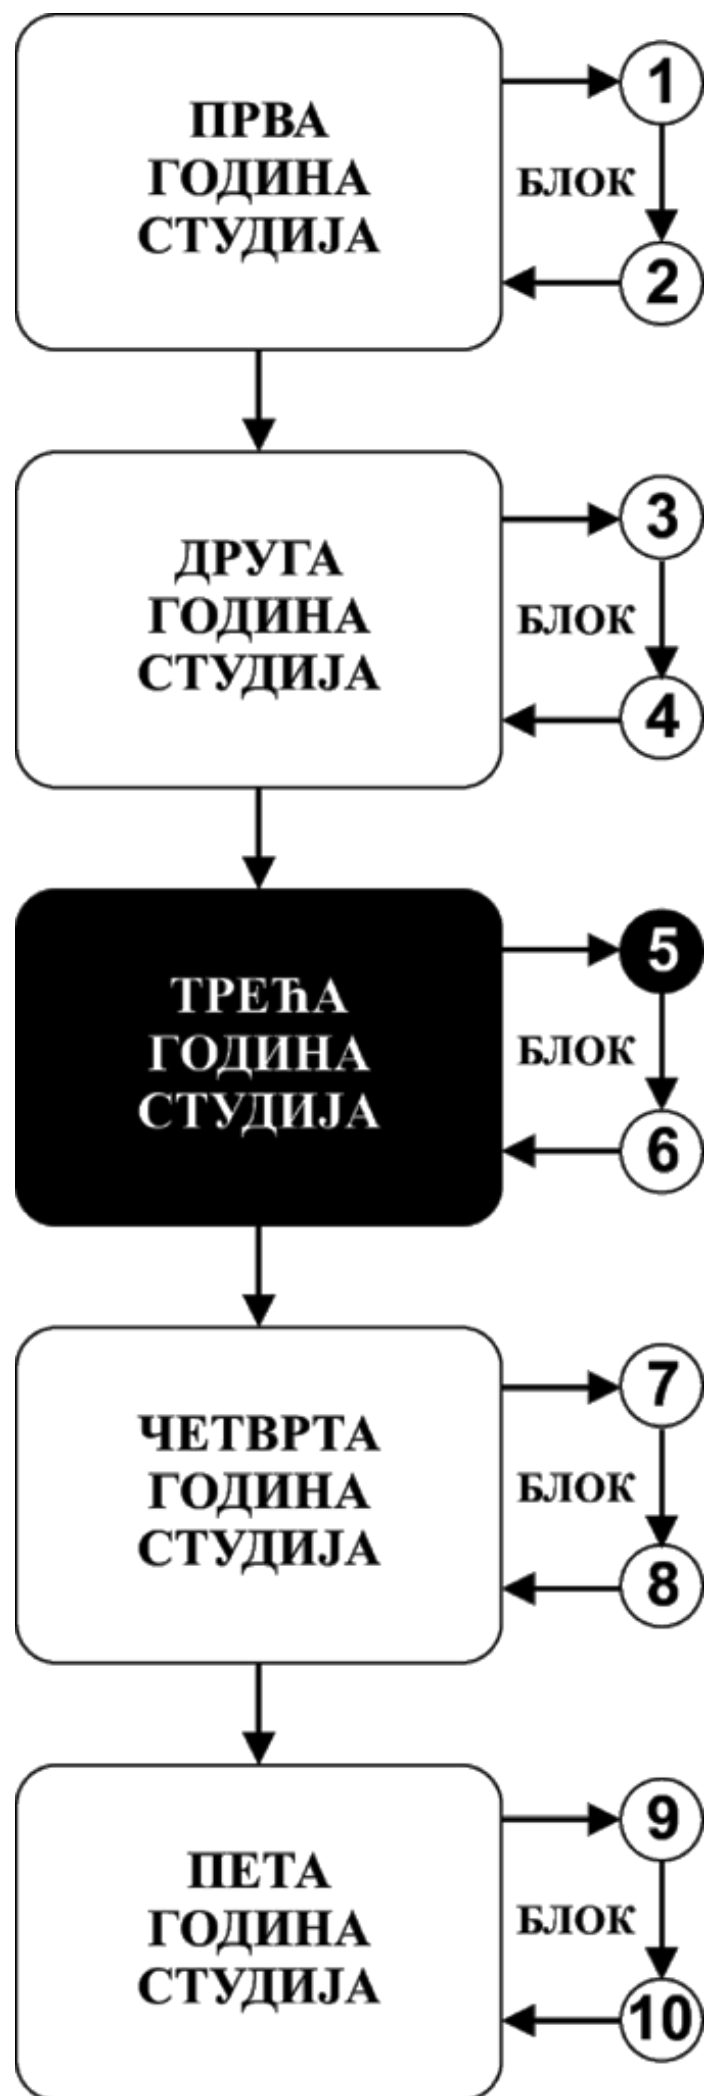 ПРВА
ГОДИНА
СТУДИЈА
1
БЛОК
2
ДРУГА
ГОДИНА
СТУДИЈА
3
БЛОК
4
ТРЕЋА
ГОДИНА
СТУДИЈА
5
БЛОК
6
ЧЕТВРТА
ГОДИНА
СТУДИЈА
7
БЛОК
8
ПЕТА
ГОДИНА
СТУДИЈА
9
БЛОК
10